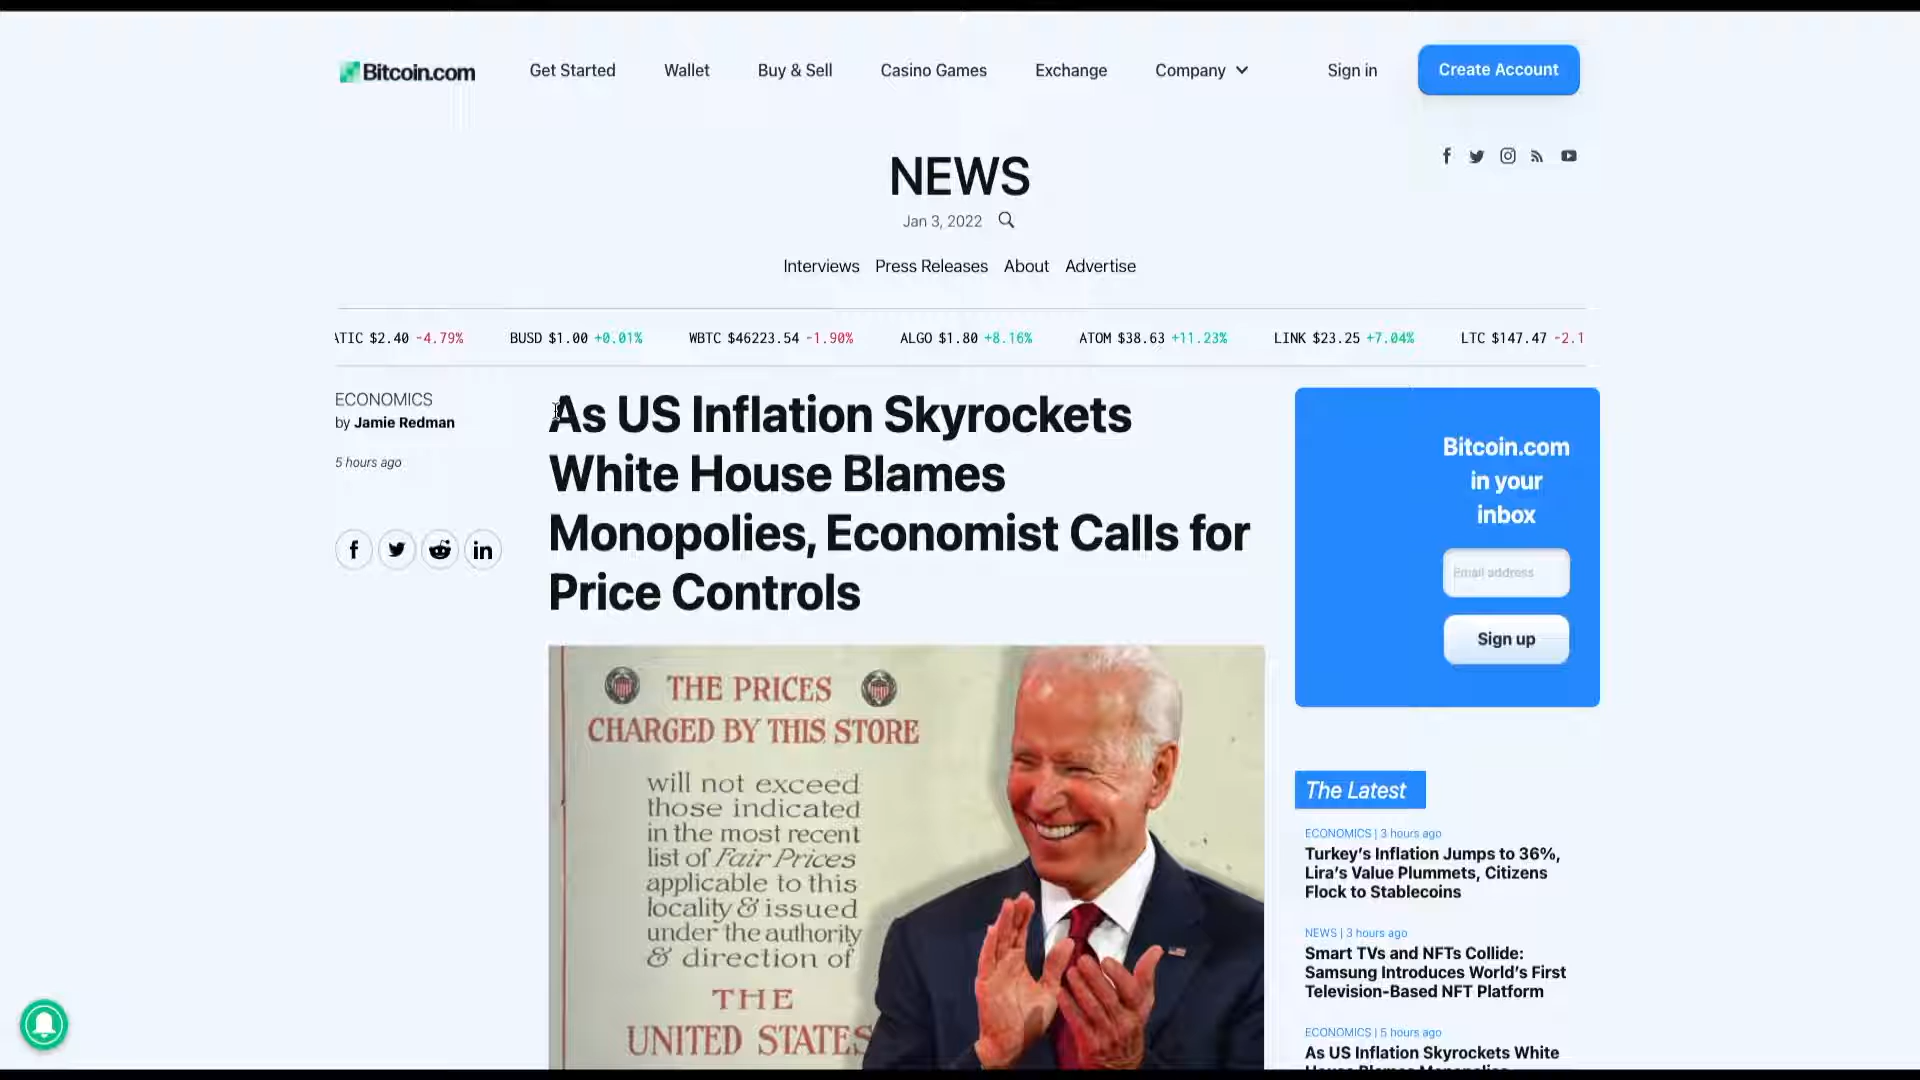 Bitcoin.com
Get Started
Wallet
Buy & Sell
Casino Games
Exchange
Company
Sign in
Create Account
NEWS
Jan 3, 2022
Interviews Press Releases About Advertise
ATIC $2.40 -4.79% BUSD $1.00 +0.01% WBTC $46223.54 -1.90% ALGO $1.80 +8.16% ATOM $38.63 +11.23% LINK $23.25 +7.04% LTC $147.47 -2.1
ECONOMICS
by Jamie Redman
5 hours ago
As US Inflation Skyrockets
White House Blames
Monopolies, Economist Calls for
Price Controls
THE PRICES
CHARGED BY THIS STORE
will not exceed
those indicated
in the most recent
list of Fair Prices
applicable to this
locality & issued
under the authority
& direction of
THE
UNITED STATES
Bitcoin.com
in your
inbox
Email address
Sign up
The Latest
ECONOMICS | 3 hours ago
Turkey's Inflation Jumps to 36%,
Lira's Value Plummets, Citizens
Flock to Stablecoins
NEWS | 3 hours ago
Smart TVs and NFTs Collide:
Samsung Introduces World's First
Television-Based NFT Platform
ECONOMICS | 5 hours ago
As US Inflation Skyrockets White